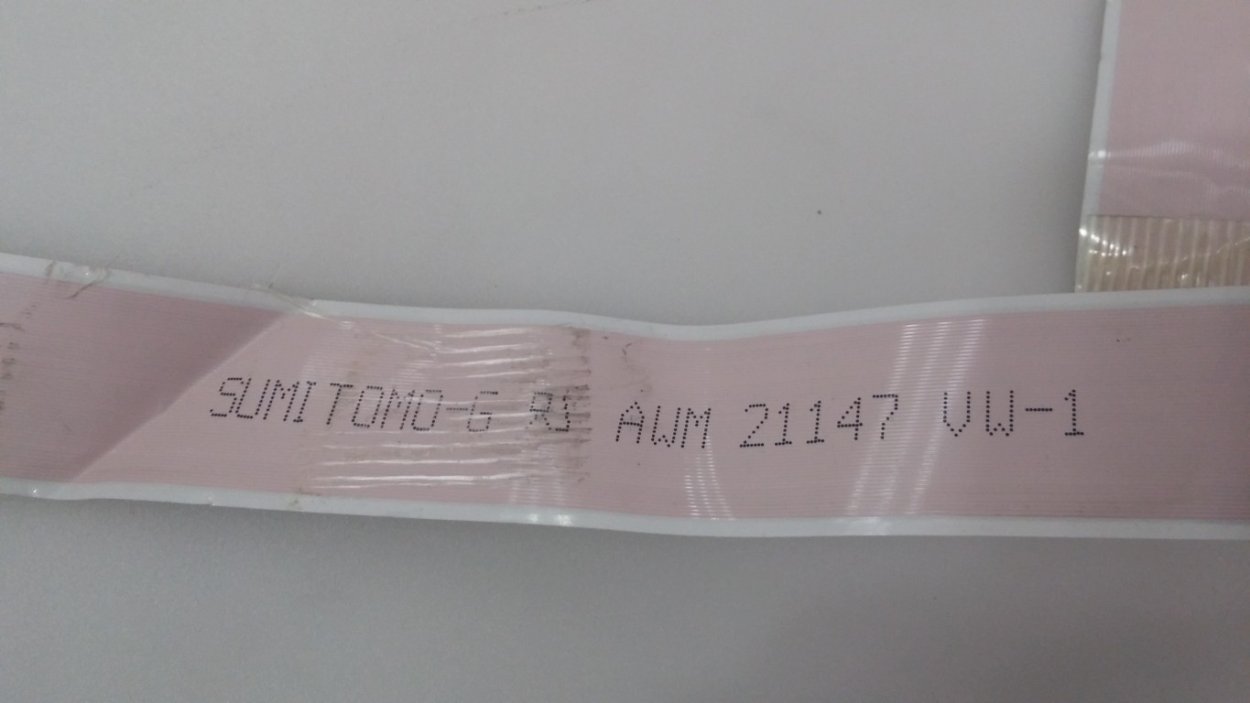 SUMITOMO-G AWM 21147 VW-1